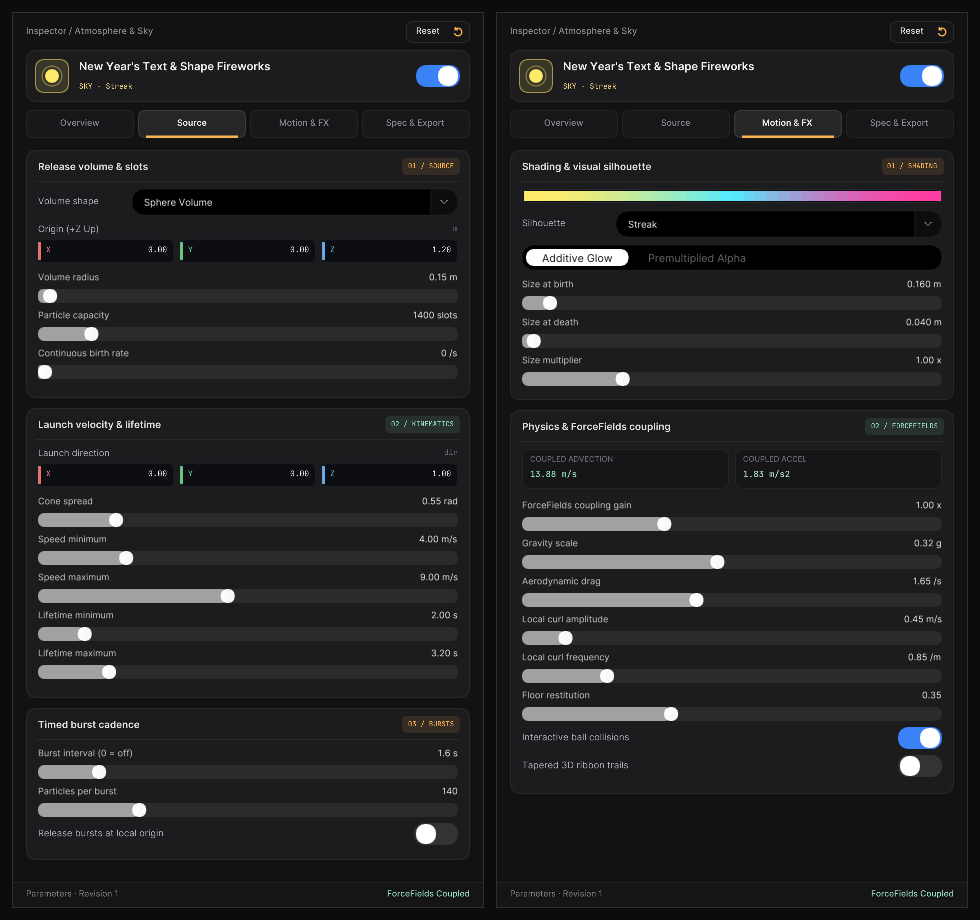 Inspector / Atmosphere & Sky
Reset
New Year's Text & Shape Fireworks
SKY · Streak
Overview
Source
Motion & FX
Spec & Export
Release volume & slots
01 / SOURCE
Volume shape
Sphere Volume
Origin (+Z Up)
m
X 0.00 Y 0.00 Z 1.20
Volume radius 0.15 m
Particle capacity 1400 slots
Continuous birth rate 0 /s
Launch velocity & lifetime
02 / KINEMATICS
Launch direction
dir
X 0.00 Y 0.00 Z 1.00
Cone spread 0.55 rad
Speed minimum 4.00 m/s
Speed maximum 9.00 m/s
Lifetime minimum 2.00 s
Lifetime maximum 3.20 s
Timed burst cadence
03 / BURSTS
Burst interval (0 = off) 1.6 s
Particles per burst 140
Release bursts at local origin
Parameters · Revision 1
ForceFields Coupled
Inspector / Atmosphere & Sky
Reset
New Year's Text & Shape Fireworks
SKY · Streak
Overview
Source
Motion & FX
Spec & Export
Shading & visual silhouette
01 / SHADING
Silhouette
Streak
Additive Glow
Premultiplied Alpha
Size at birth 0.160 m
Size at death 0.040 m
Size multiplier 1.00 x
Physics & ForceFields coupling
02 / FORCEFIELDS
COUPLED ADVECTION
13.88 m/s
COUPLED ACCEL
1.83 m/s2
ForceFields coupling gain 1.00 x
Gravity scale 0.32 g
Aerodynamic drag 1.65 /s
Local curl amplitude 0.45 m/s
Local curl frequency 0.85 /m
Floor restitution 0.35
Interactive ball collisions
Tapered 3D ribbon trails
Parameters · Revision 1
ForceFields Coupled